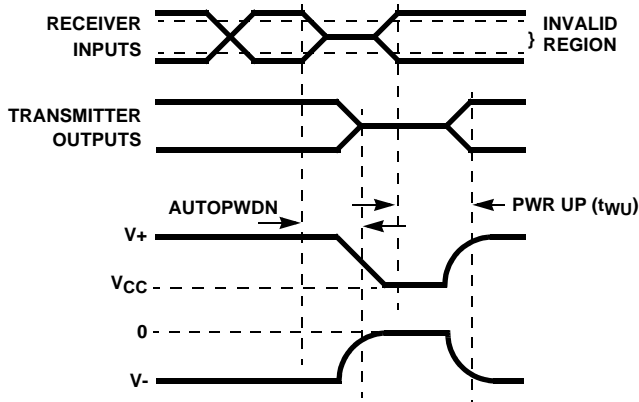 RECEIVER
INPUTS
} INVALID
REGION
TRANSMITTER
OUTPUTS
AUTOPWDN
PWR UP (tWU)
V+
VCC
0
V-